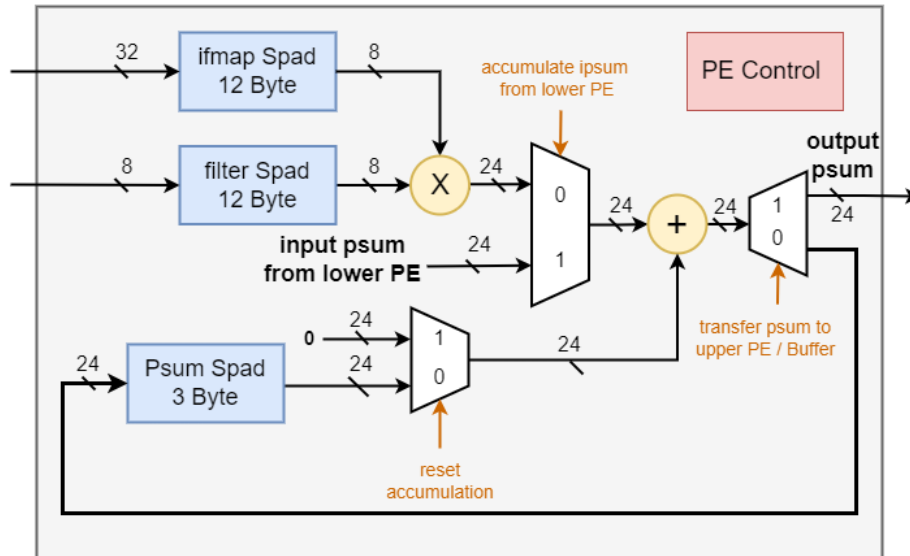 32
ifmap Spad
12 Byte
8
accumulate ipsum
from lower PE
PE Control
8
filter Spad
12 Byte
8
X
24
0
1
24
+
24
1
0
output
psum
24
input psum
from lower PE
24
transfer psum to
upper PE / Buffer
0
24
1
0
24
24
Psum Spad
3 Byte
24
reset
accumulation